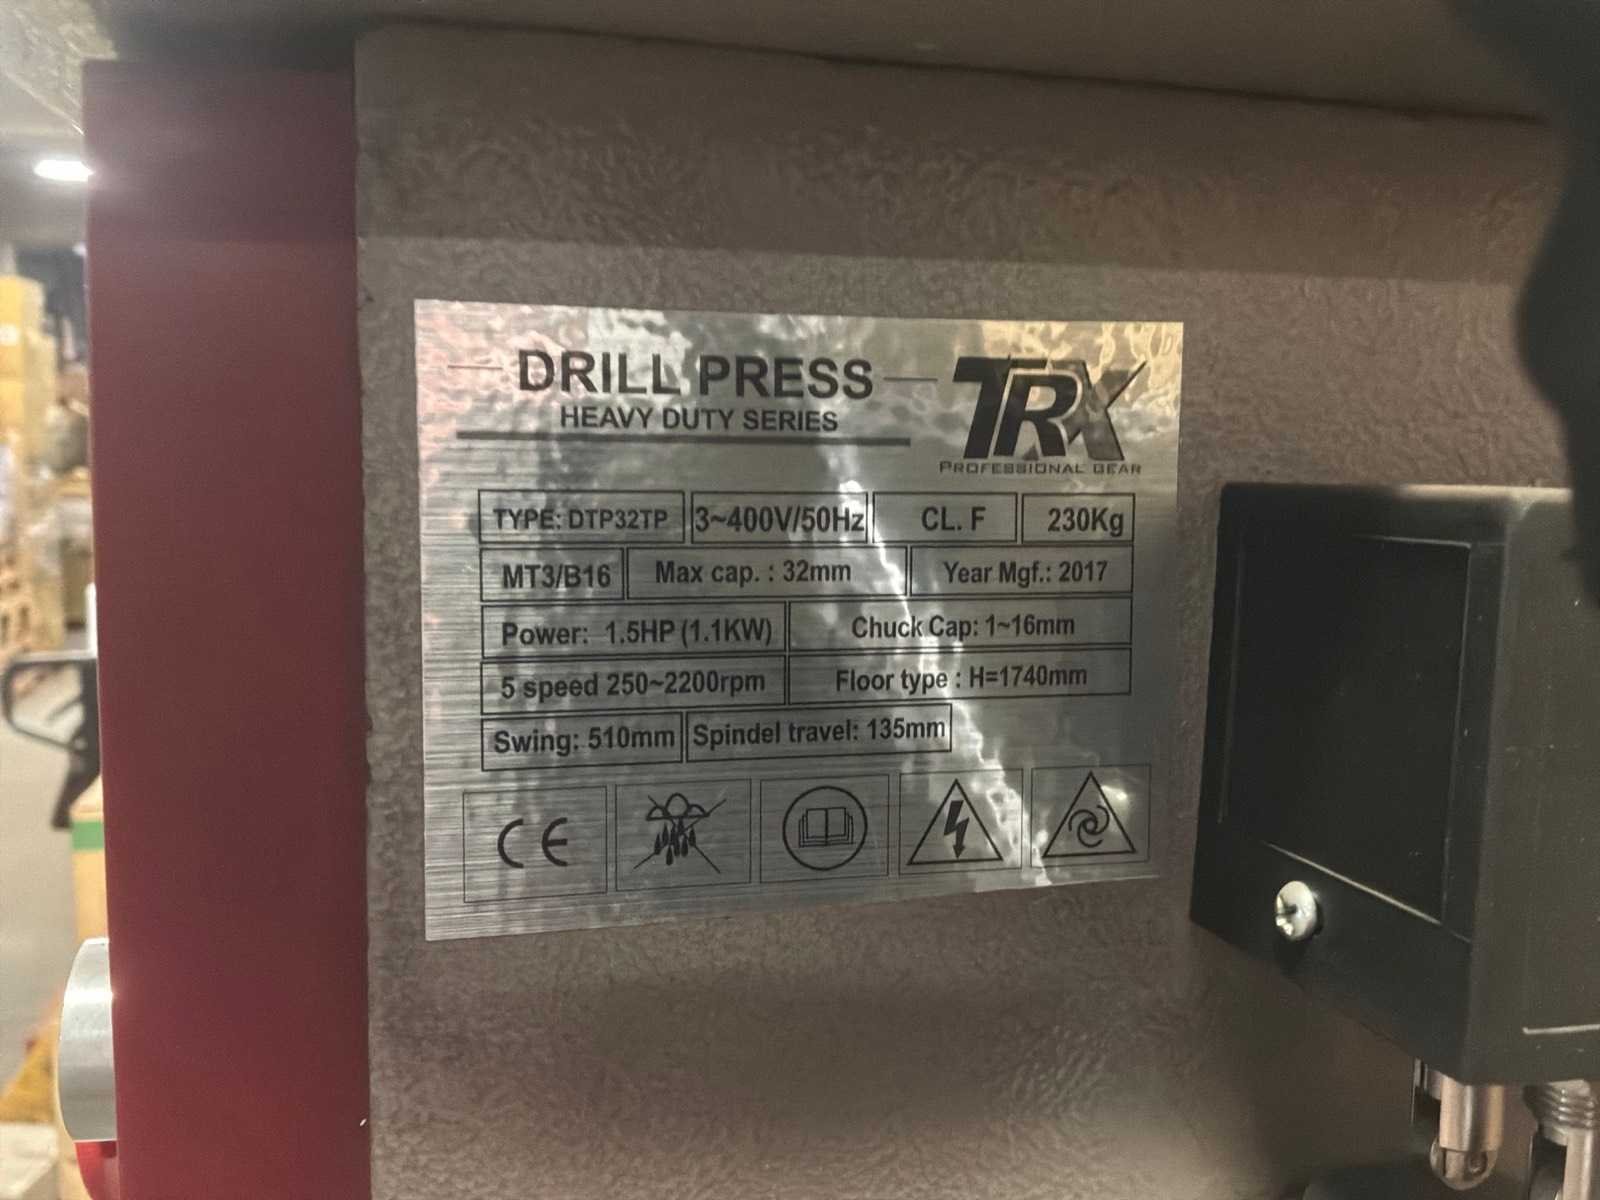 DRILL PRESS
HEAVY DUTY SERIES
TRX
PROFESSIONAL GEAR
TYPE: DTP32TP 3~400V/50Hz CL. F 230Kg
MT3/B16 Max cap. : 32mm Year Mgf.: 2017
Power: 1.5HP (1.1KW) Chuck Cap: 1~16mm
5 speed 250~2200rpm Floor type : H=1740mm
Swing: 510mm Spindel travel: 135mm
CE